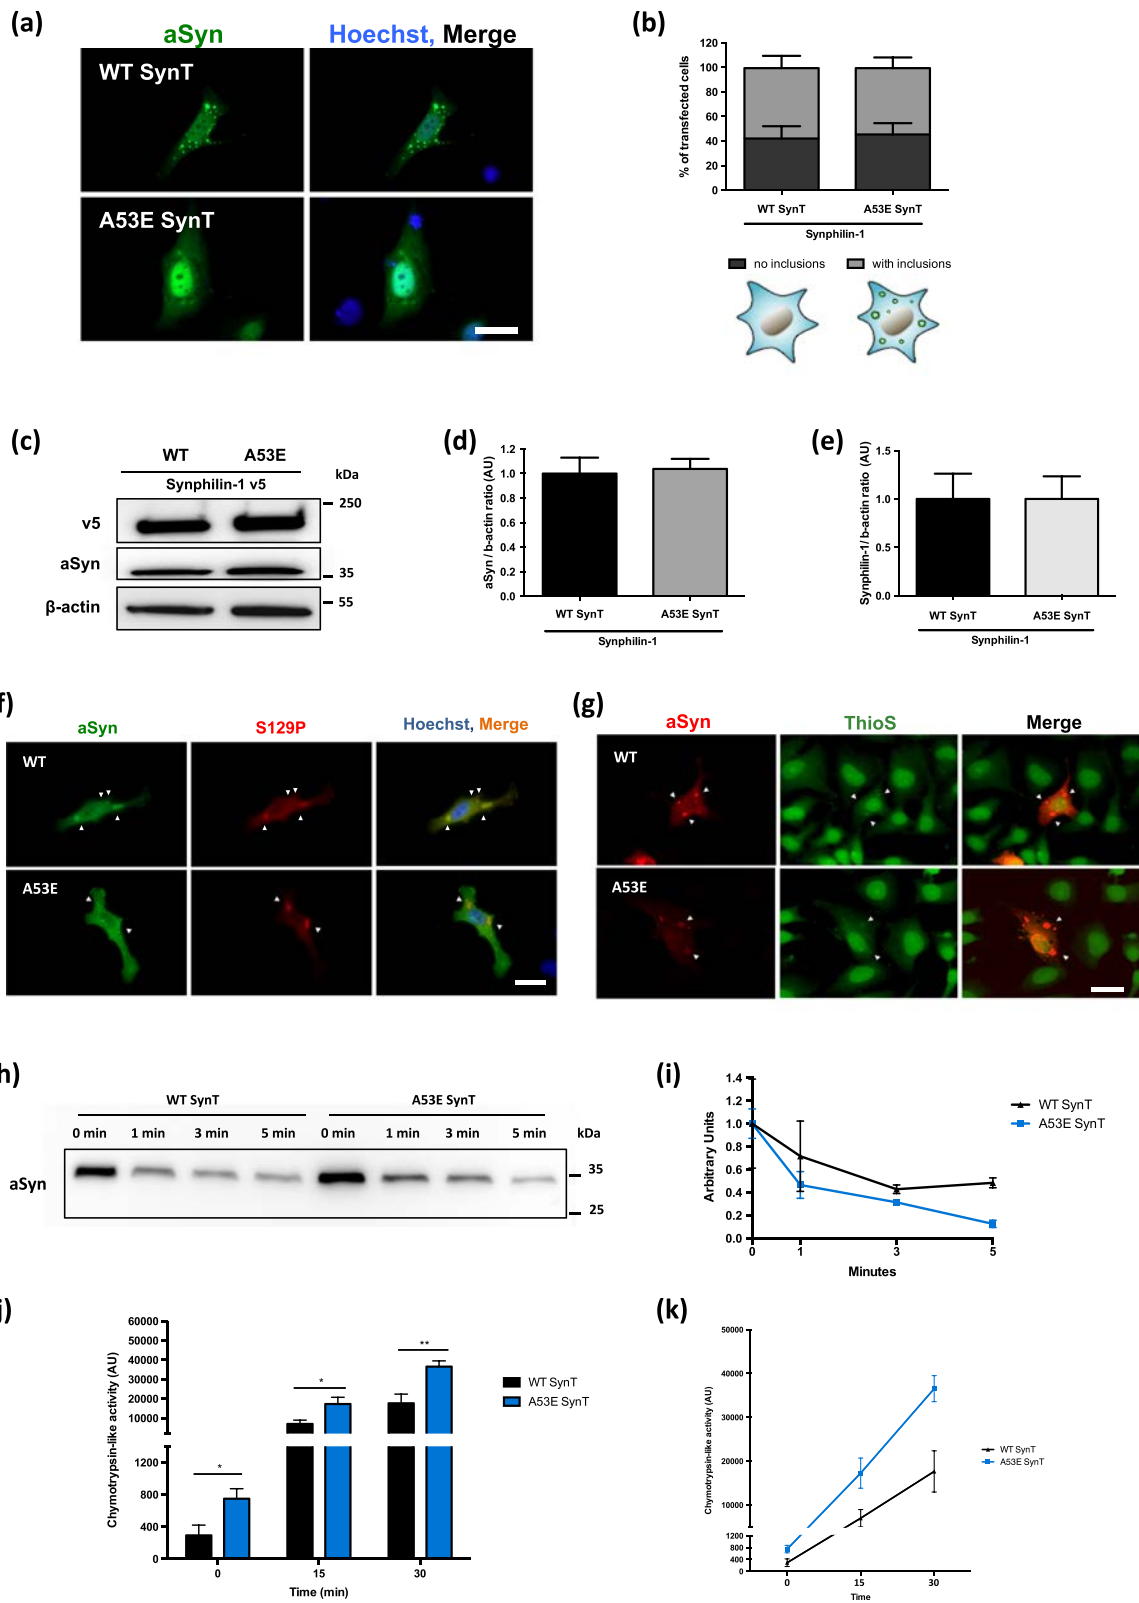 (a)
aSyn
Hoechst, Merge
WT SynT
A53E SynT
(b)
% of transfected cells
120
100
80
60
40
20
0
WT SynT
A53E SynT
Synphilin-1
no inclusions
with inclusions
(c)
WT
A53E
kDa
Synphilin-1 v5
v5
250
aSyn
35
β-actin
55
(d)
aSyn / b-actin ratio (AU)
1.2
1.0
0.8
0.6
0.4
0.2
0.0
WT SynT
A53E SynT
Synphilin-1
(e)
Synphilin-1/ b-actin ratio (AU)
1.5
1.0
0.5
0.0
WT SynT
A53E SynT
Synphilin-1
f)
aSyn
S129P
Hoechst, Merge
WT
A53E
(g)
aSyn
ThioS
Merge
WT
A53E
h)
WT SynT
A53E SynT
0 min 1 min 3 min 5 min 0 min 1 min 3 min 5 min kDa
aSyn
35
25
(i)
Arbitrary Units
1.4
1.2
1.0
0.8
0.6
0.4
0.2
0.0
0 1 3 5
Minutes
WT SynT
A53E SynT
j)
Chymotrypsin-like activity (AU)
60000
50000
40000
30000
20000
10000
1200
800
400
0
* * **
0 15 30
Time (min)
WT SynT
A53E SynT
(k)
Chymotrypsin-like activity (AU)
50000
40000
30000
20000
10000
1200
800
400
0
0 15 30
Time
WT SynT
A53E SynT